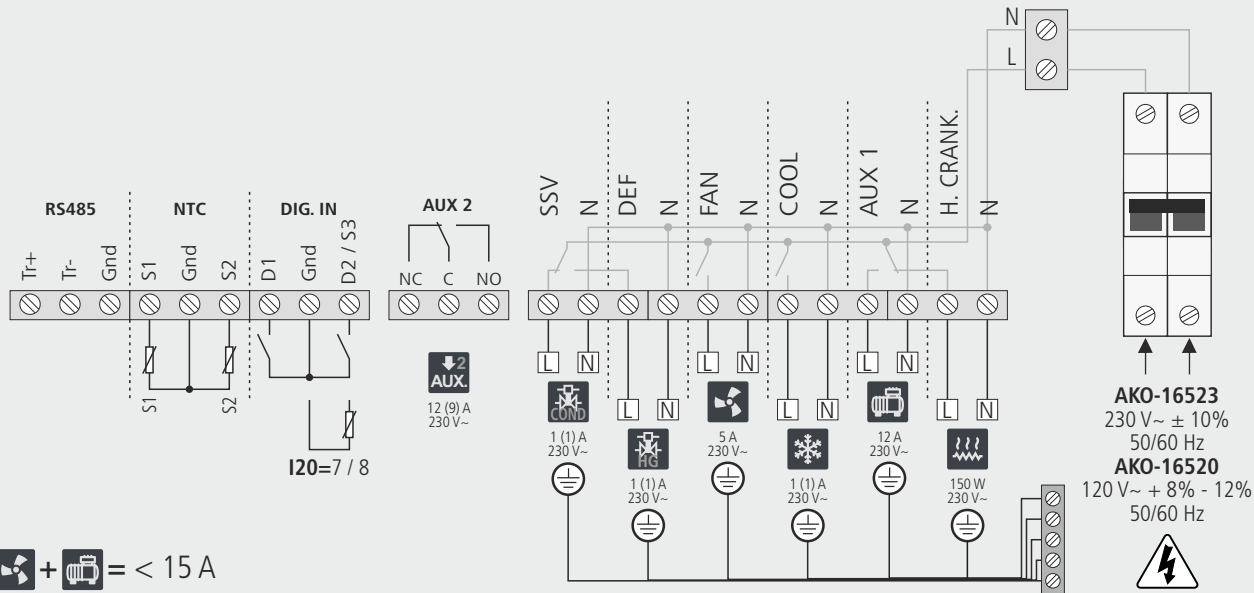 N
L
RS485
NTC
DIG. IN
AUX 2
SSV
N
DEF
N
FAN
N
COOL
N
AUX 1
N
H. CRANK.
N
Tr+
Tr-
Gnd
S1
Gnd
S2
D1
Gnd
D2 / S3
NC
C
NO
S1
S2
I20=7 / 8
2
AUX.
12 (9) A
230 V~
L
N
COND
1 (1) A
230 V~
L
N
HG
1 (1) A
230 V~
L
N
5 A
230 V~
L
N
1 (1) A
230 V~
L
N
12 A
230 V~
L
N
150 W
230 V~
AKO-16523
230 V~ ± 10%
50/60 Hz
AKO-16520
120 V~ + 8% - 12%
50/60 Hz
+ = < 15 A